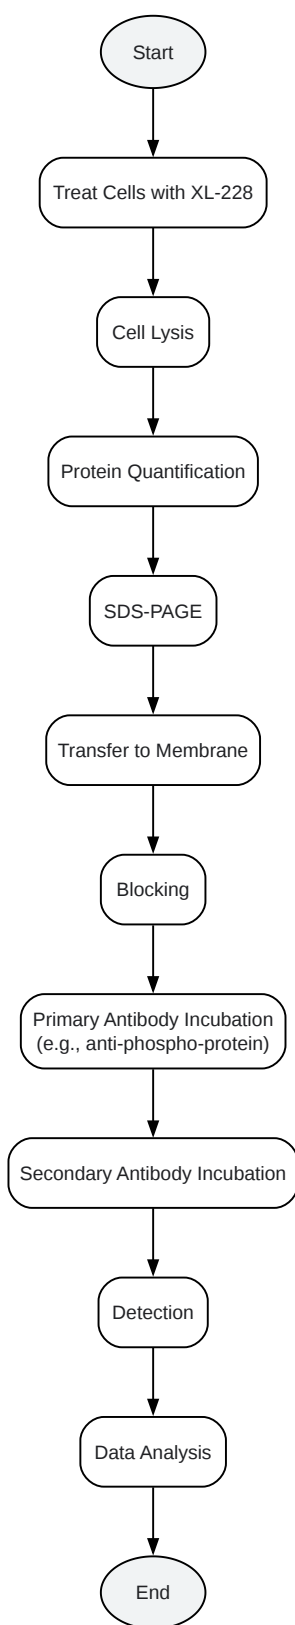 Start
Treat Cells with XL-228
Cell Lysis
Protein Quantification
SDS-PAGE
Transfer to Membrane
Blocking
Primary Antibody Incubation
(e.g., anti-phospho-protein)
Secondary Antibody Incubation
Detection
Data Analysis
End